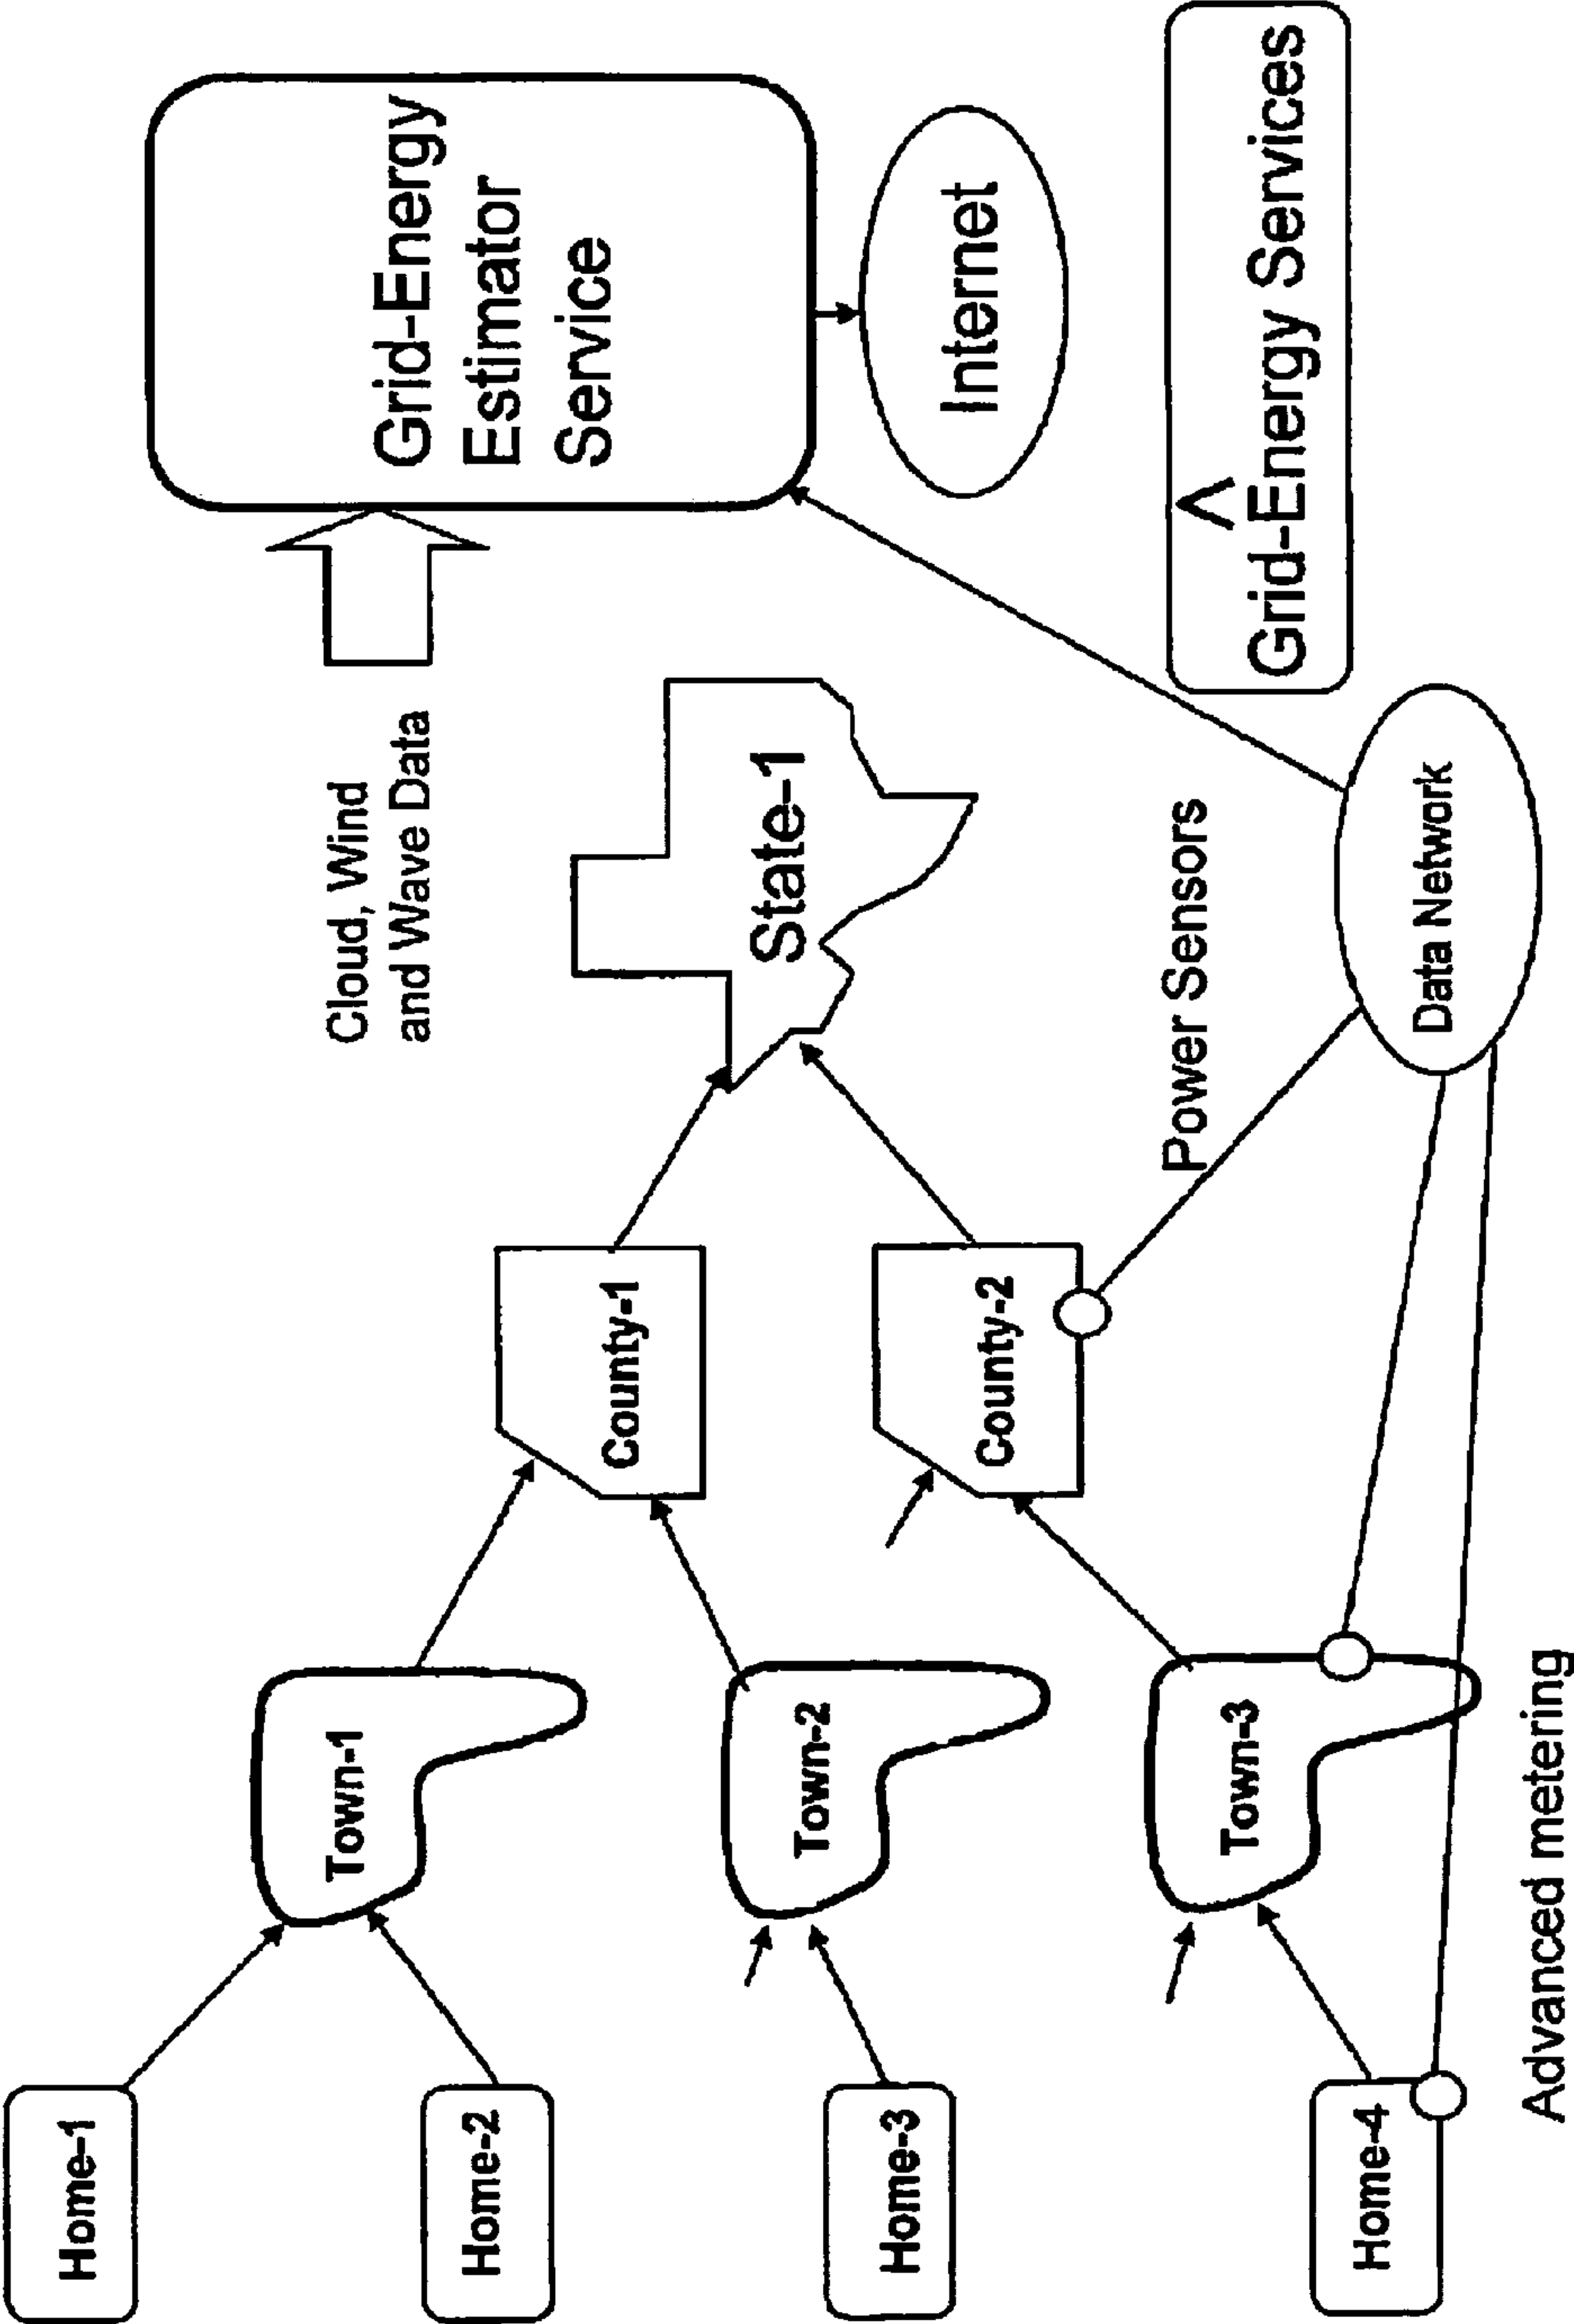 Home-1
Home-2
Home-3
Home-4
Town-1
Town-2
Town-3
County-1
County-2
State-1
Cloud, Wind
and Wave Data
Grid-Energy
Estimator
Service
Internet
Power Sensors
Data Network
Advanced metering
^
Grid-Energy Services